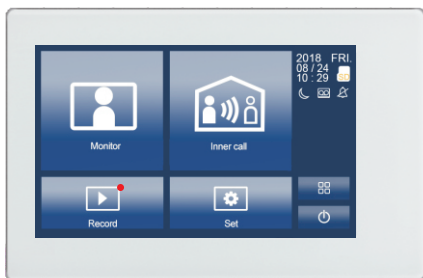 2018 FRI.
08 / 24
10 : 29
Monitor
Inner call
Record
Set